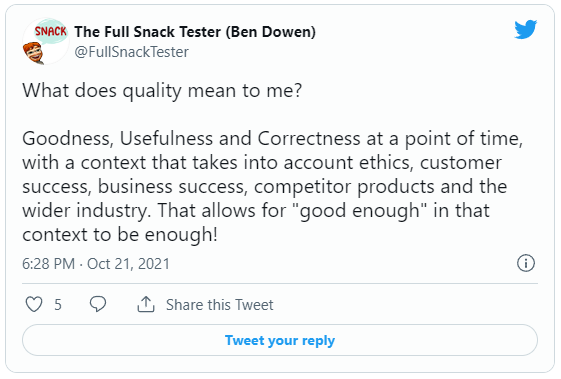 SNACK
The Full Snack Tester (Ben Dowen)
@FullSnackTester
What does quality mean to me?
Goodness, Usefulness and Correctness at a point of time,
with a context that takes into account ethics, customer
success, business success, competitor products and the
wider industry. That allows for "good enough" in that
context to be enough!
6:28 PM · Oct 21, 2021
5 Share this Tweet
Tweet your reply